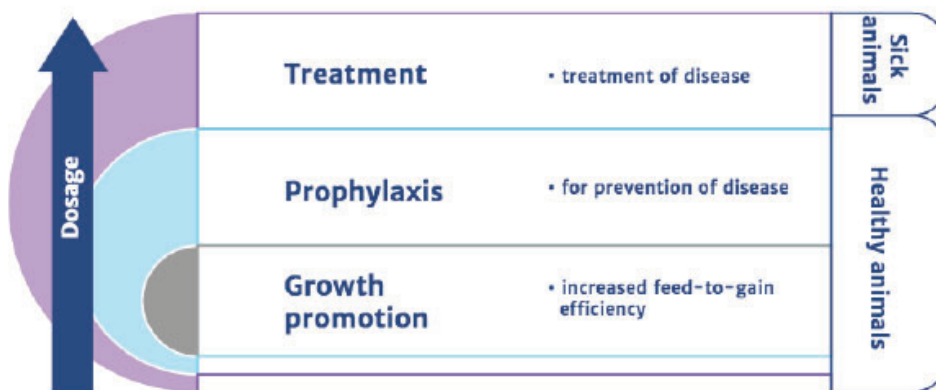 Dosage
Treatment
• treatment of disease
Sick
animals
Prophylaxis
• for prevention of disease
Growth
promotion
• increased feed-to-gain
efficiency
Healthy animals